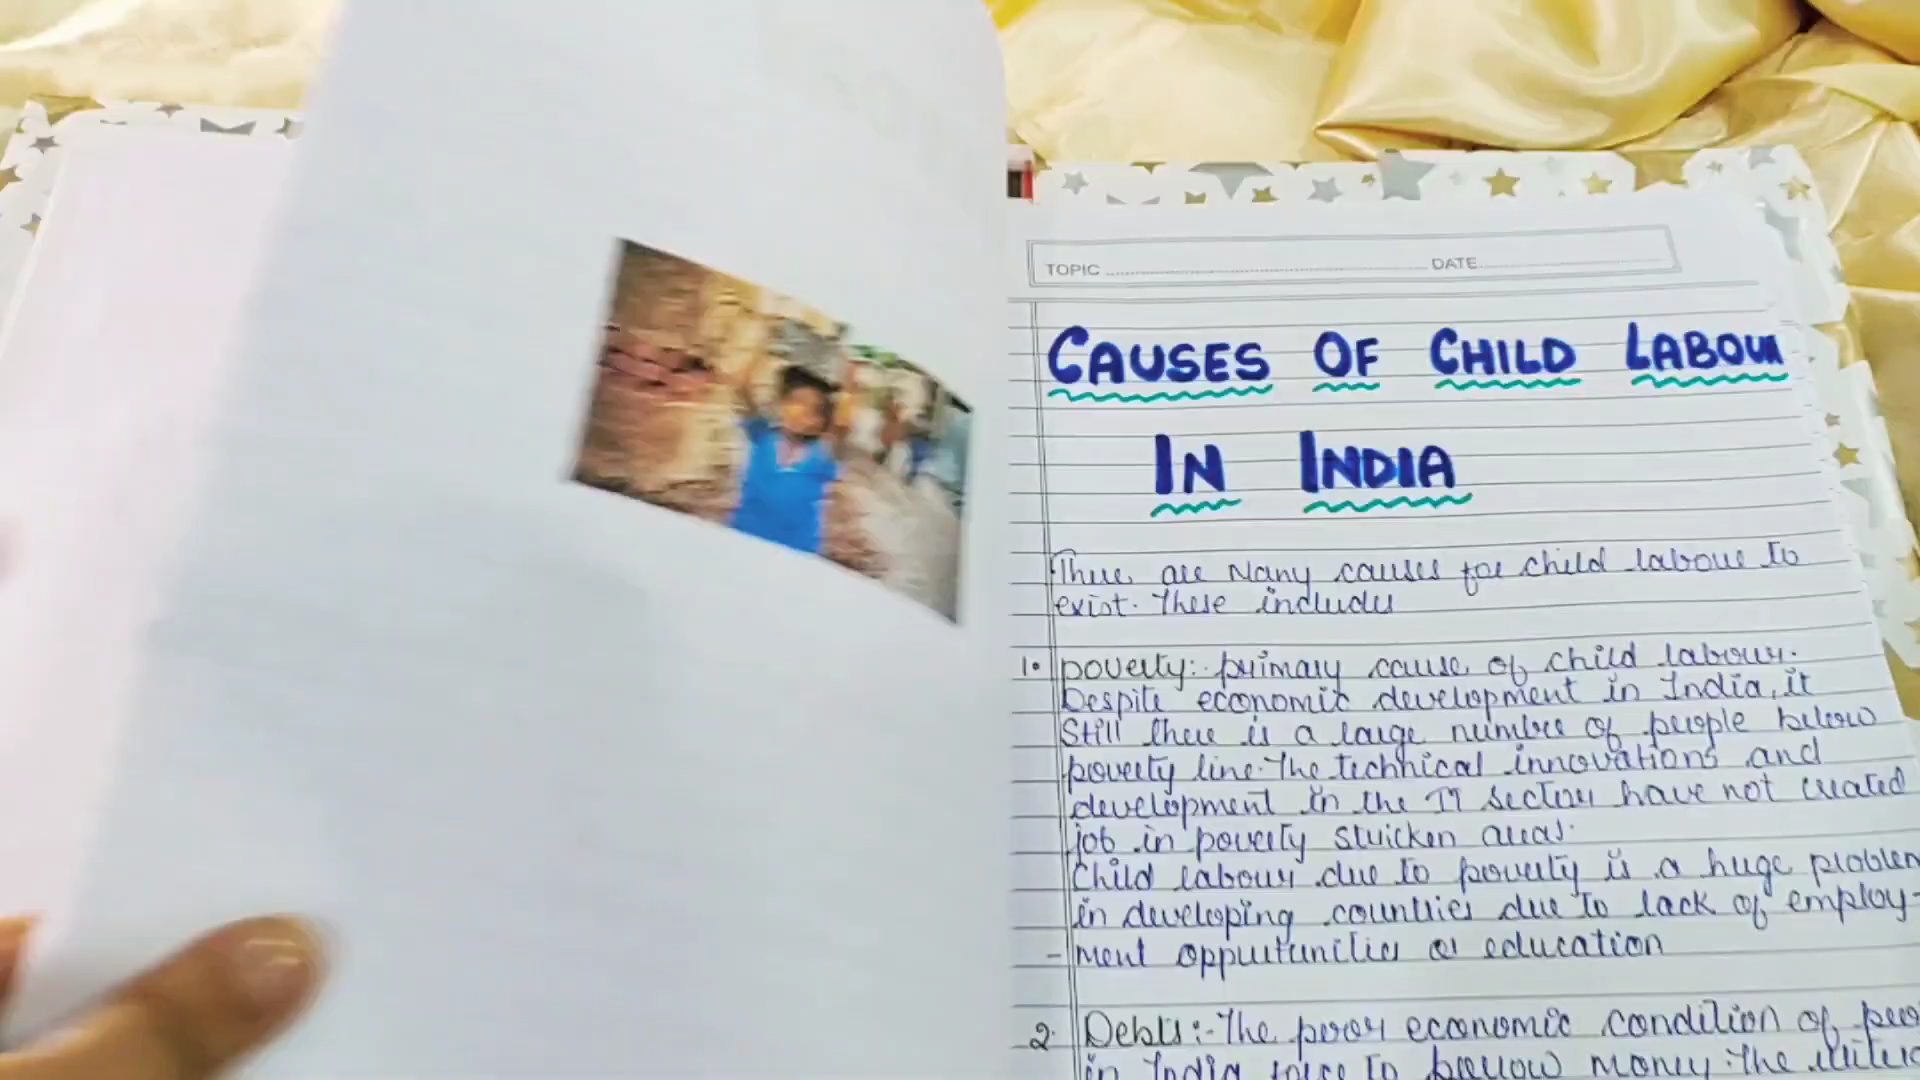 TOPIC DATE
CAUSES OF CHILD LABOUR
IN INDIA
There are Many causes for child labour to
exist. These includes
1. poverty:- primary cause of child labour.
Despite economic development in India, it
Still there is a large number of people below
poverty line. The technical innovations and
development in the IT sector have not created
job in poverty stricken areas.
Child labour due to poverty is a huge problem
in developing countries due to lack of employ-
- ment opportunities or education
2. Debts:- The poor economic condition of peo
in India force to borrow money. The